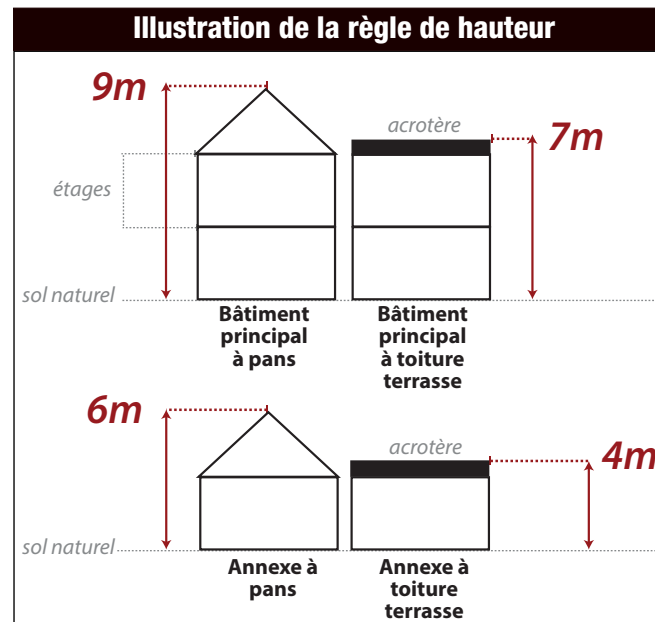 Illustration de la règle de hauteur
9m
acrotère
7m
étages
sol naturel
Bâtiment
principal
à pans
Bâtiment
principal
à toiture
terrasse
6m
acrotère
4m
sol naturel
Annexe à
pans
Annexe à
toiture
terrasse